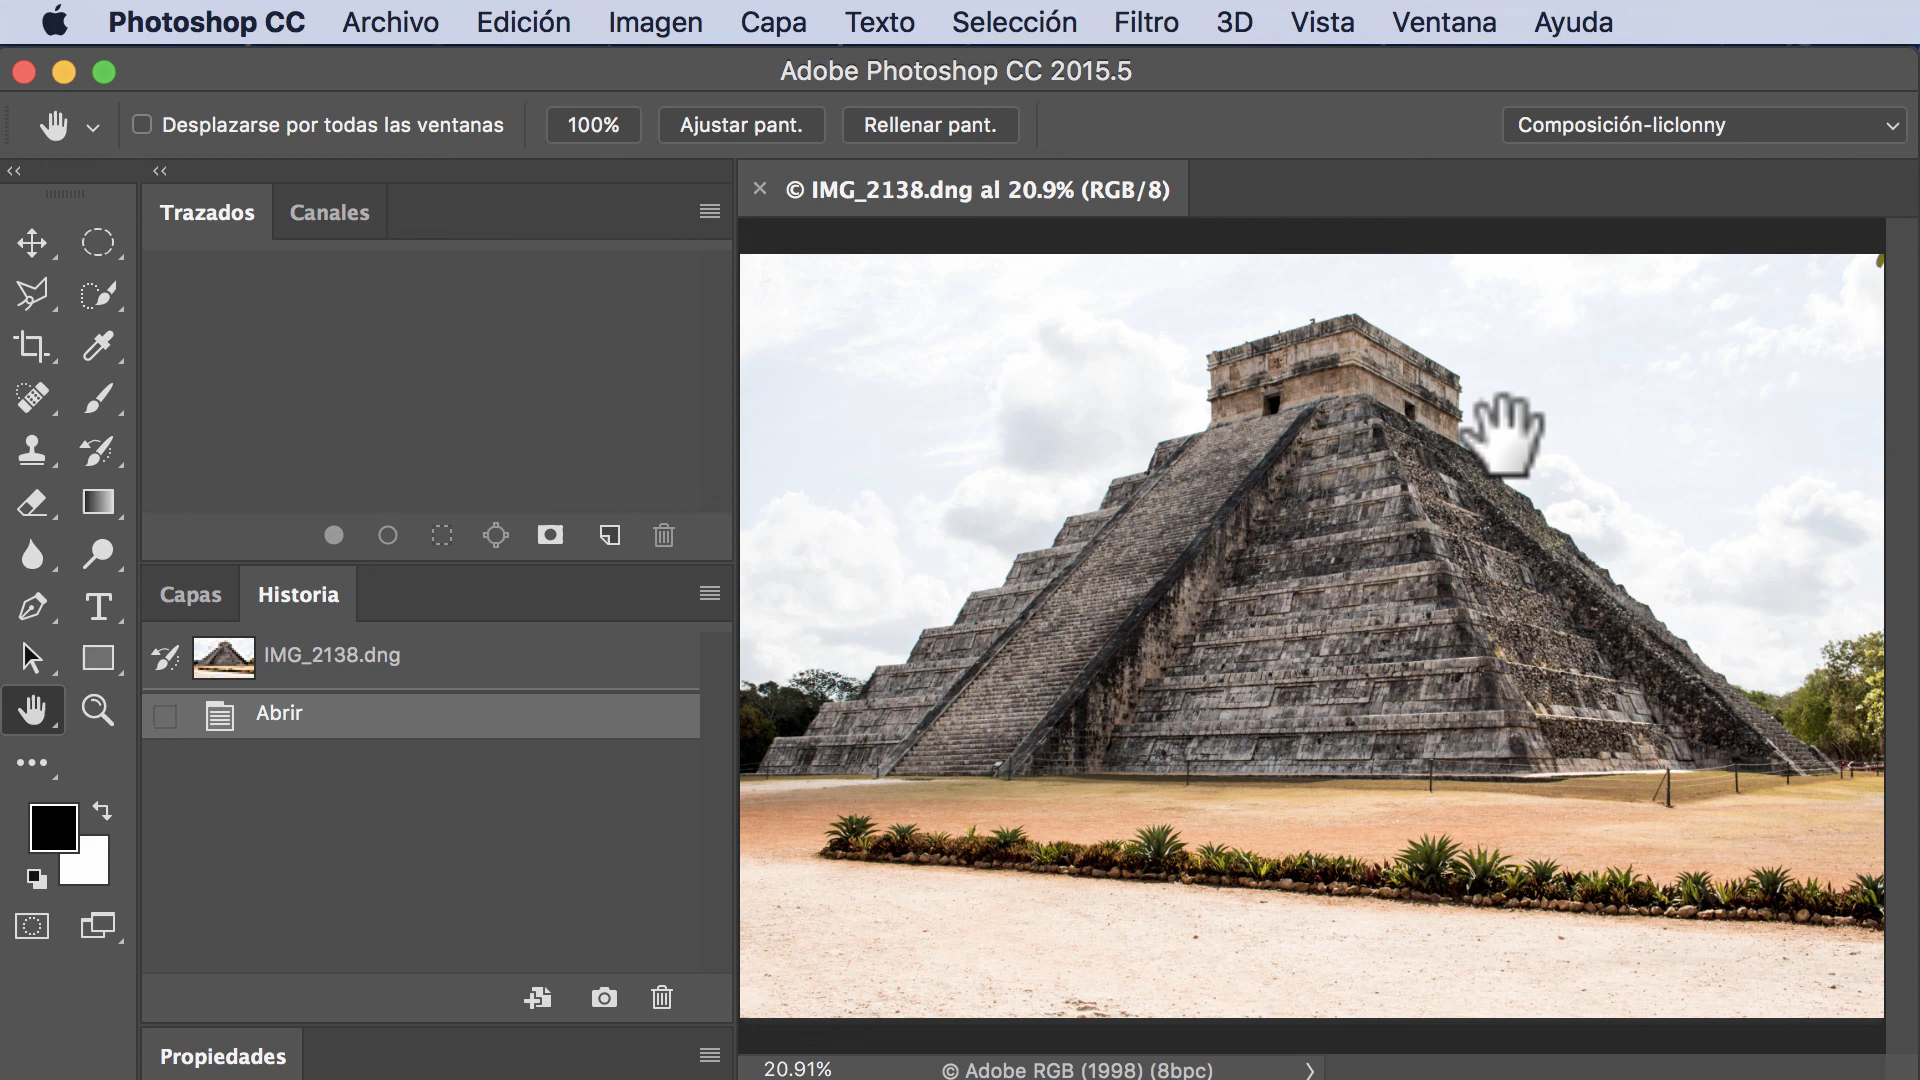 Photoshop CC Archivo Edición Imagen Capa Texto Selección Filtro 3D Vista Ventana Ayuda
Adobe Photoshop CC 2015.5
Desplazarse por todas las ventanas 100% Ajustar pant. Rellenar pant. Composición-liclonny
Trazados Canales
© IMG_2138.dng al 20.9% (RGB/8)
Capas Historia
IMG_2138.dng
Abrir
Propiedades
20.91% © Adobe RGB (1998) (8bpc)